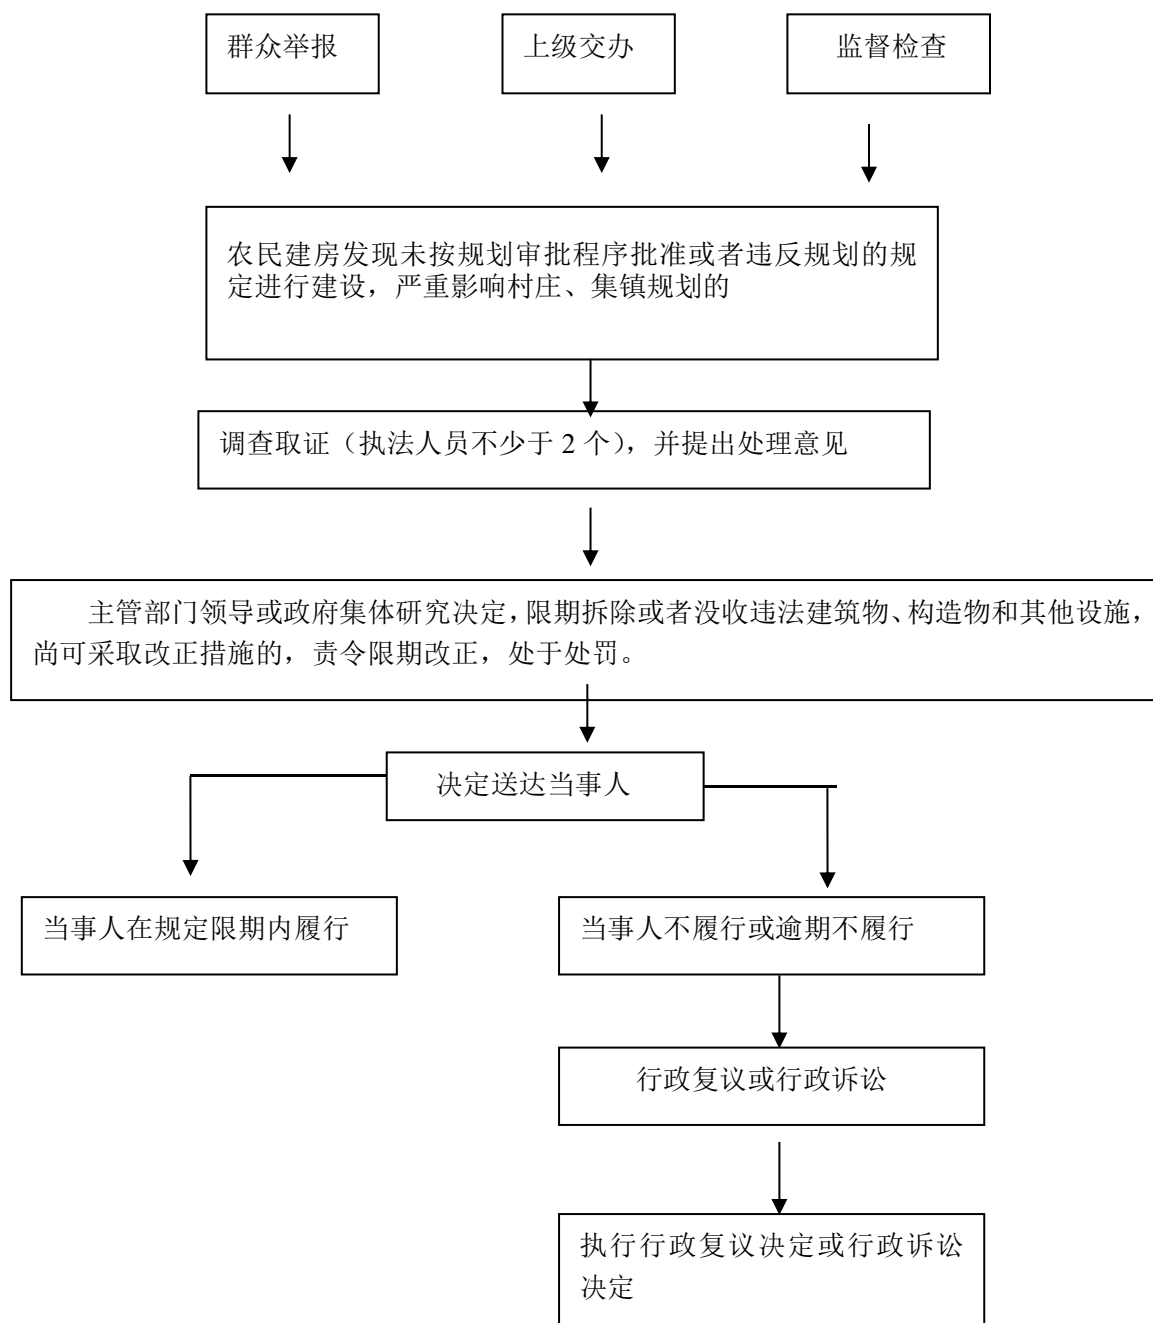 群众举报
上级交办
监督检查
农民建房发现未按规划审批程序批准或者违反规划的规
定进行建设，严重影响村庄、集镇规划的
调查取证（执法人员不少于 2 个），并提出处理意见
主管部门领导或政府集体研究决定，限期拆除或者没收违法建筑物、构造物和其他设施，
尚可采取改正措施的，责令限期改正，处于处罚。
决定送达当事人
当事人在规定限期内履行
当事人不履行或逾期不履行
行政复议或行政诉讼
执行行政复议决定或行政诉讼
决定